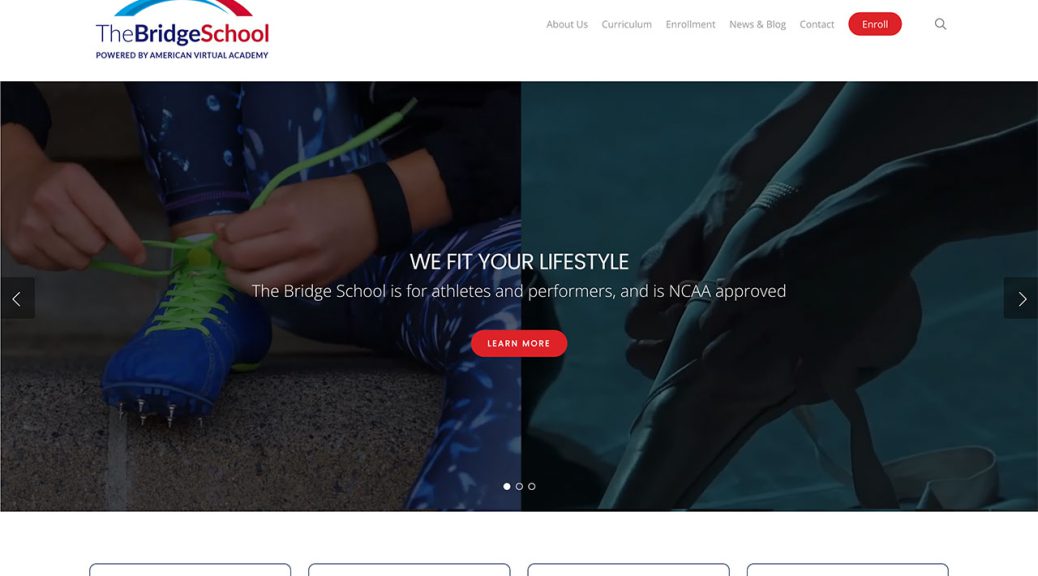 TheBridgeSchool
POWERED BY AMERICAN VIRTUAL ACADEMY
About Us Curriculum Enrollment News & Blog Contact Enroll
WE FIT YOUR LIFESTYLE
The Bridge School is for athletes and performers, and is NCAA approved
LEARN MORE